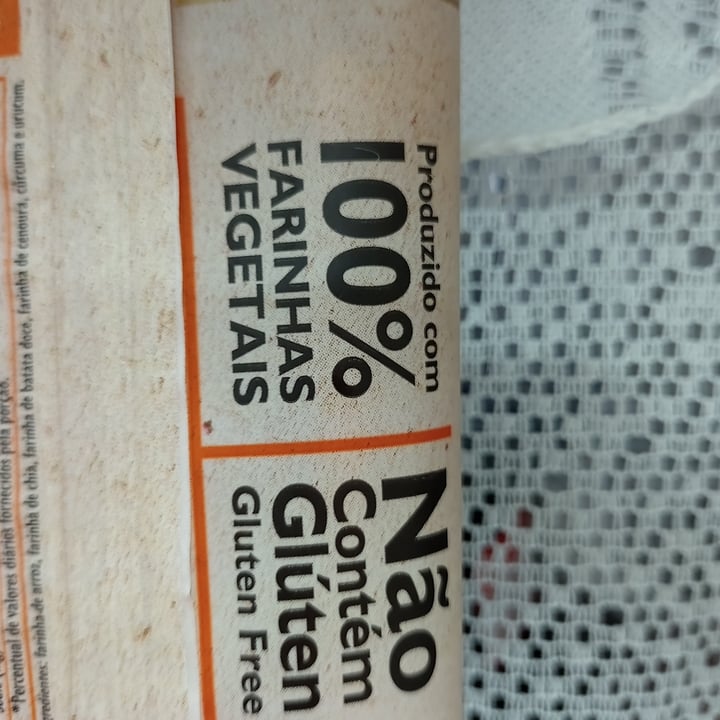 Produzido com
100%
FARINHAS
VEGETAIS
Não
Contém
Glúten
Gluten Free
*Percentual de valores diários fornecidos pela porção.
farinha de arroz, farinha de chia, farinha de batata doce, farinha de cenoura, cúrcuma e urucum.